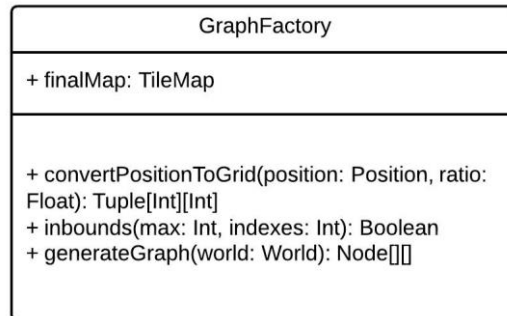 GraphFactory
+ finalMap: TileMap
+ convertPositionToGrid(position: Position, ratio:
Float): Tuple[Int][Int]
+ inbounds(max: Int, indexes: Int): Boolean
+ generateGraph(world: World): Node[][]